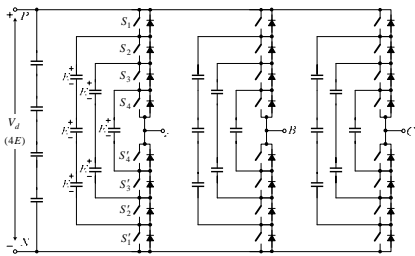 + P
S₁
S₂
E + −
S₃
E + −
S₄
V_d
(4E)
E + −
B
C
S′₄
E + −
S′₃
E + −
S′₂
− N
S′₁